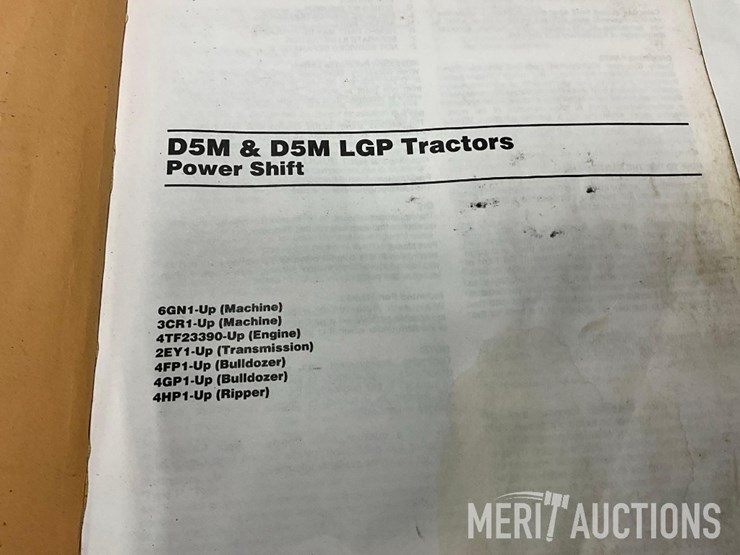 D5M & D5M LGP Tractors
Power Shift
6GN1-Up (Machine)
3CR1-Up (Machine)
4TF23390-Up (Engine)
2EY1-Up (Transmission)
4FP1-Up (Bulldozer)
4GP1-Up (Bulldozer)
4HP1-Up (Ripper)
MERIT AUCTIONS